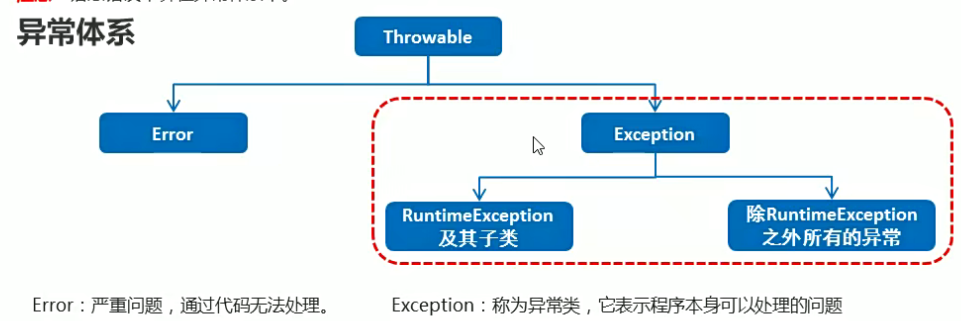 异常体系
Throwable
Error
Exception
RuntimeException
及其子类
除RuntimeException
之外所有的异常
Error：严重问题，通过代码无法处理。
Exception：称为异常类，它表示程序本身可以处理的问题